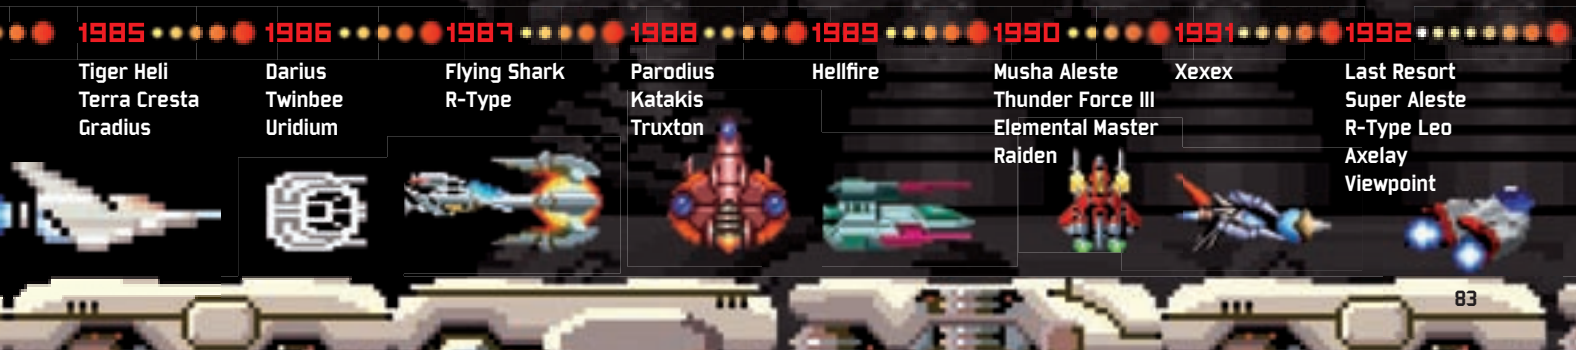 1985
Tiger Heli
Terra Cresta
Gradius
1986
Darius
Twinbee
Uridium
1987
Flying Shark
R-Type
1988
Parodius
Katakis
Truxton
1989
Hellfire
1990
Musha Aleste
Thunder Force III
Elemental Master
Raiden
1991
Xexex
1992
Last Resort
Super Aleste
R-Type Leo
Axelay
Viewpoint
83